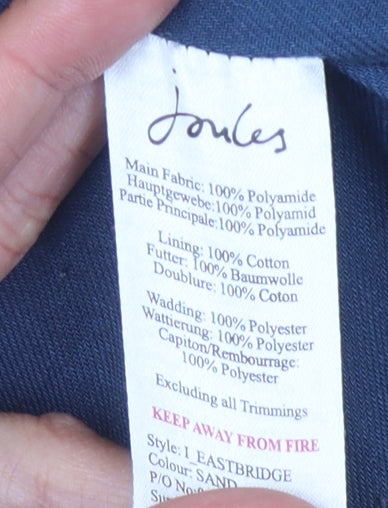 joules
Main Fabric: 100% Polyamide
Hauptgewebe:100% Polyamid
Partie Principale:100% Polyamide
Lining: 100% Cotton
Futter: 100% Baumwolle
Doublure: 100% Coton
Wadding: 100% Polyester
Wattierung: 100% Polyester
Capiton/Rembourrage:
100% Polyester
Excluding all Trimmings
KEEP AWAY FROM FIRE
Style: I_EASTBRIDGE
Colour: SAND
P/O No: